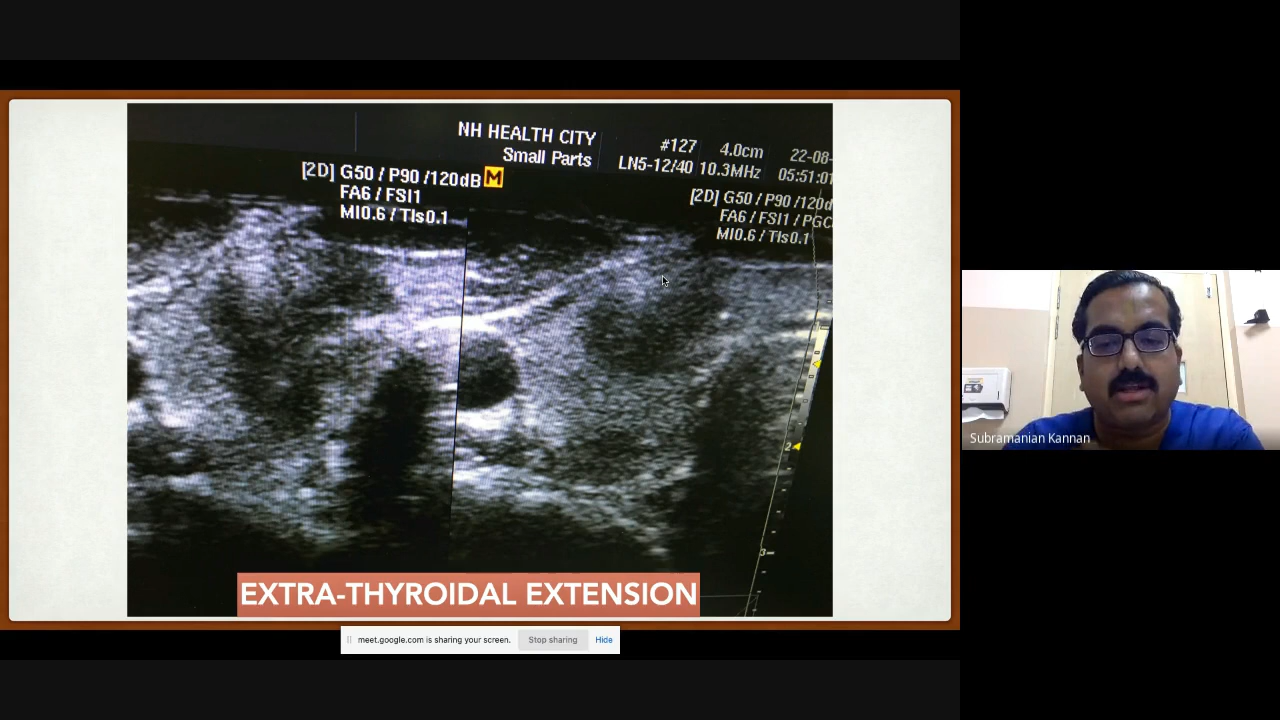 NH HEALTH CITY
Small Parts
#127 4.0cm 22-08-
LN5-12/40 10.3MHz 05:51:01
[2D] G50 / P90 /120dB M
FA6 / FSI1
MI0.6 / TIs0.1
[2D] G50 / P90 /120d
FA6 / FSI1 / PGC
MI0.6 / TIs0.1
2
3
EXTRA-THYROIDAL EXTENSION
Subramanian Kannan
meet.google.com is sharing your screen. Stop sharing Hide